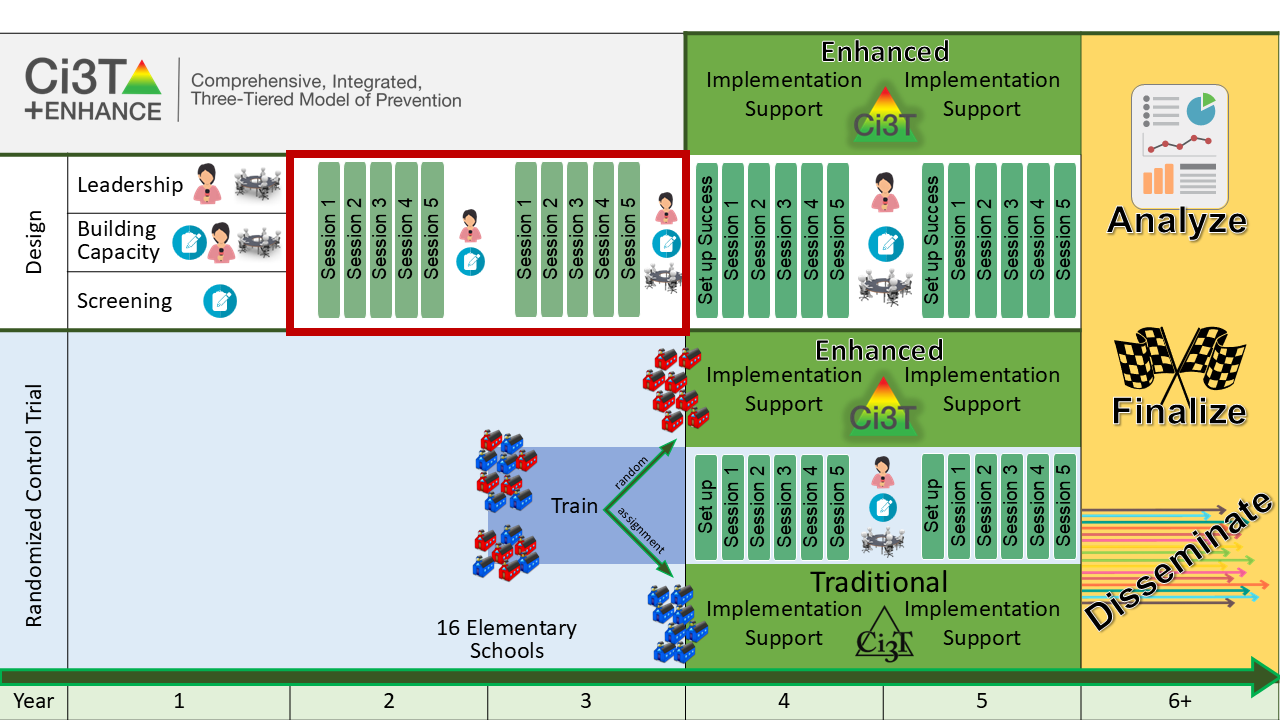 Ci3T
+ENHANCE
Comprehensive, Integrated,
Three-Tiered Model of Prevention
Enhanced
Implementation
Support
Ci3T
Implementation
Support
Analyze
Design
Leadership
Building
Capacity
Screening
Session 1
Session 2
Session 3
Session 4
Session 5
Session 1
Session 2
Session 3
Session 4
Session 5
Set up Success
Session 1
Session 2
Session 3
Session 4
Session 5
Set up Success
Session 1
Session 2
Session 3
Session 4
Session 5
Finalize
Randomized Control Trial
Enhanced
Implementation
Support
Ci3T
Implementation
Support
Train
random
assignment
16 Elementary
Schools
Set up
Session 1
Session 2
Session 3
Session 4
Session 5
Set up
Session 1
Session 2
Session 3
Session 4
Session 5
Traditional
Implementation
Support
Ci3T
Implementation
Support
Disseminate
Year 1 2 3 4 5 6+